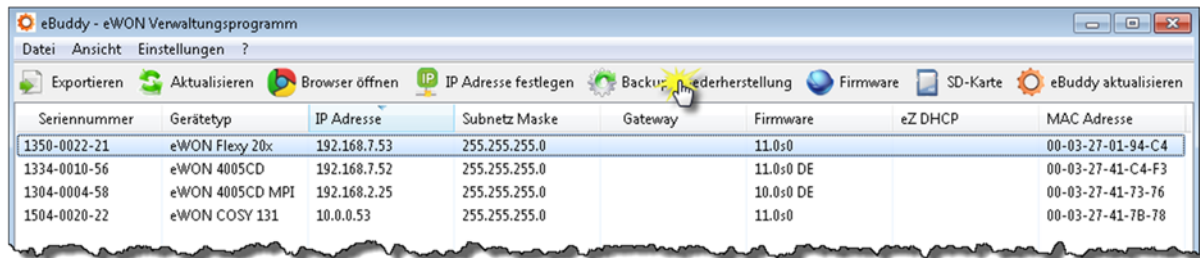 eBuddy - eWON Verwaltungsprogramm
Datei Ansicht Einstellungen ?
Exportieren Aktualisieren Browser öffnen IP IP Adresse festlegen Backup Firmware SD-Karte eBuddy aktualisieren
Seriennummer Gerätetyp IP Adresse Subnetz Maske Gateway Firmware eZ DHCP MAC Adresse
1350-0022-21 eWON Flexy 20x 192.168.7.53 255.255.255.0 11.0s0 00-03-27-01-94-C4
1334-0010-56 eWON 4005CD 192.168.7.52 255.255.255.0 11.0s0 DE 00-03-27-41-C4-F3
1304-0004-58 eWON 4005CD MPI 192.168.2.25 255.255.255.0 10.0s0 DE 00-03-27-41-73-76
1504-0020-22 eWON COSY 131 10.0.0.53 255.255.255.0 11.0s0 00-03-27-41-7B-78